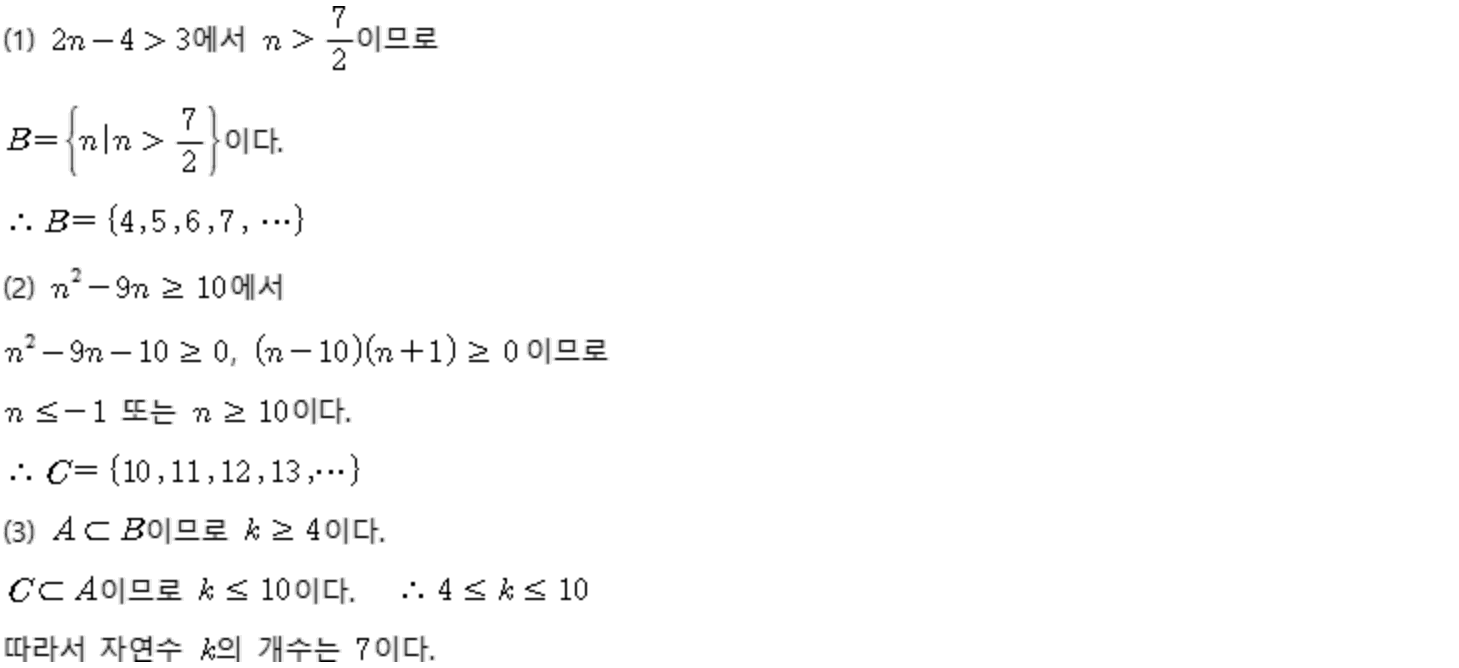 (1) 2n − 4 > 3에서 n > 7/2이므로
B = {n | n > 7/2}이다.
∴ B = {4, 5, 6, 7, ⋯}
(2) n² − 9n ≥ 10에서
n² − 9n − 10 ≥ 0, (n − 10)(n + 1) ≥ 0 이므로
n ≤ −1 또는 n ≥ 10이다.
∴ C = {10, 11, 12, 13, ⋯}
(3) A ⊂ B이므로 k ≥ 4이다.
C ⊂ A이므로 k ≤ 10이다. ∴ 4 ≤ k ≤ 10
따라서 자연수 k의 개수는 7이다.